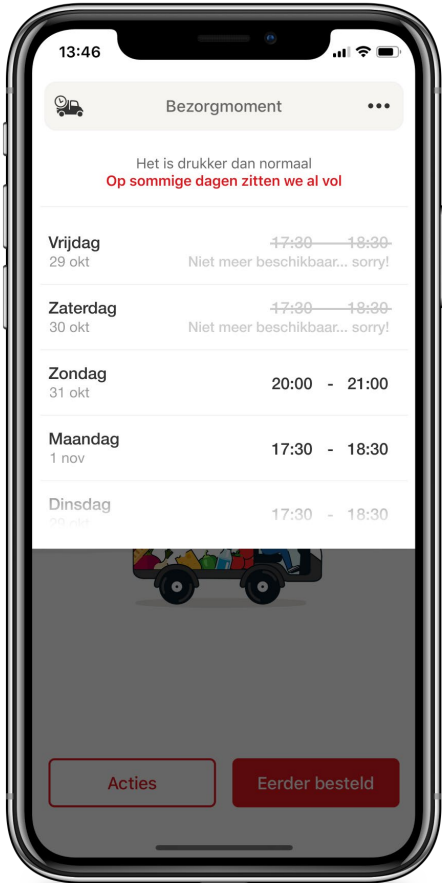 13:46
Bezorgmoment
Het is drukker dan normaal
Op sommige dagen zitten we al vol
Vrijdag 17:30 18:30
29 okt Niet meer beschikbaar... sorry!
Zaterdag 17:30 18:30
30 okt Niet meer beschikbaar... sorry!
Zondag
31 okt 20:00 - 21:00
Maandag
1 nov 17:30 - 18:30
Dinsdag
29 okt 17:30 - 18:30
Acties Eerder besteld